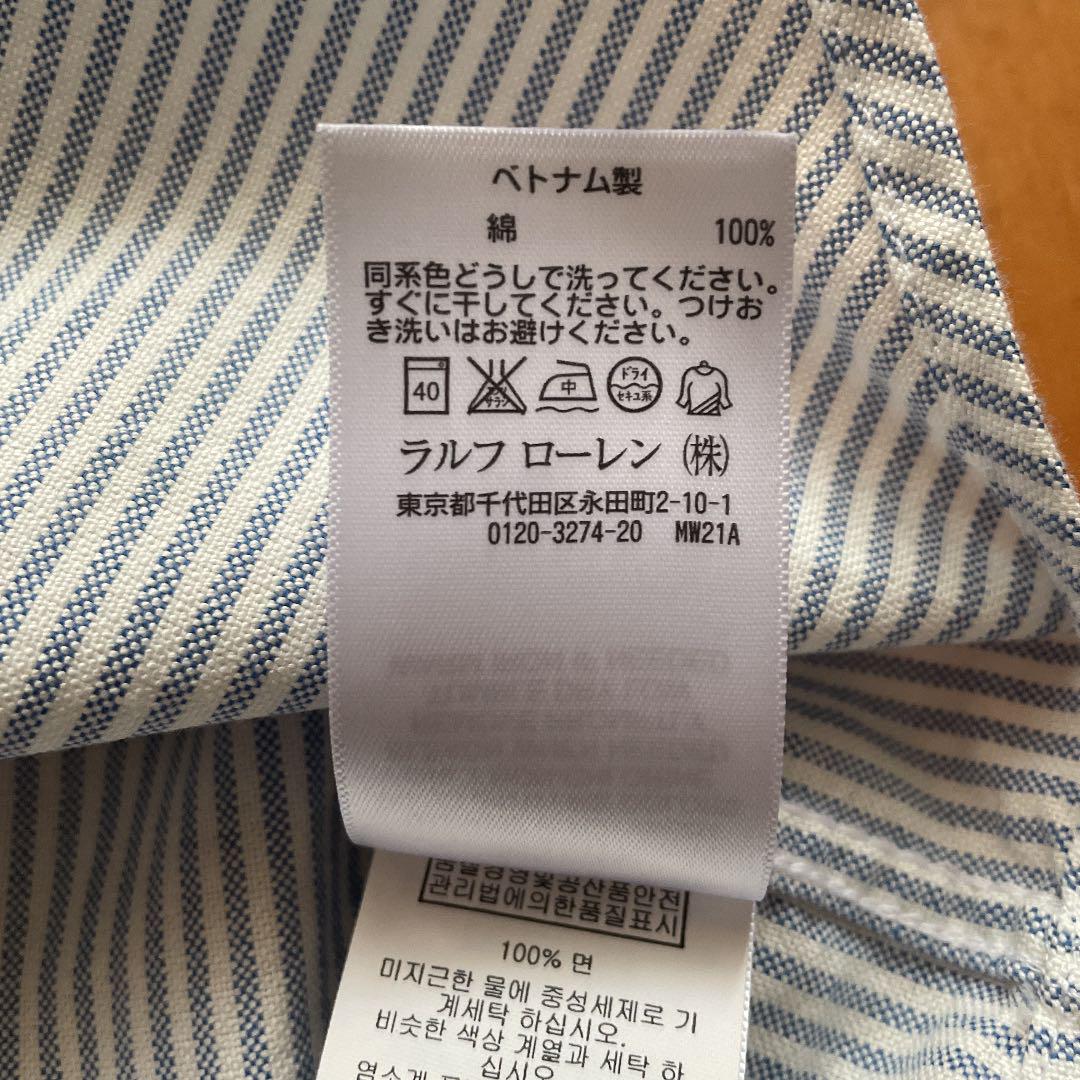 ベトナム製
綿 100%
同系色どうしで洗ってください。
すぐに干してください。つけお
き洗いはお避けください。
40 中 ドライ
セキユ系
ラルフ ローレン ㈱
東京都千代田区永田町2-10-1
0120-3274-20 MW21A
관리법에의한품질표시
100% 면
미지근한 물에 중성세제로 기
계세탁 하십시오.
비슷한 색상 계열과 세탁 하
십시오